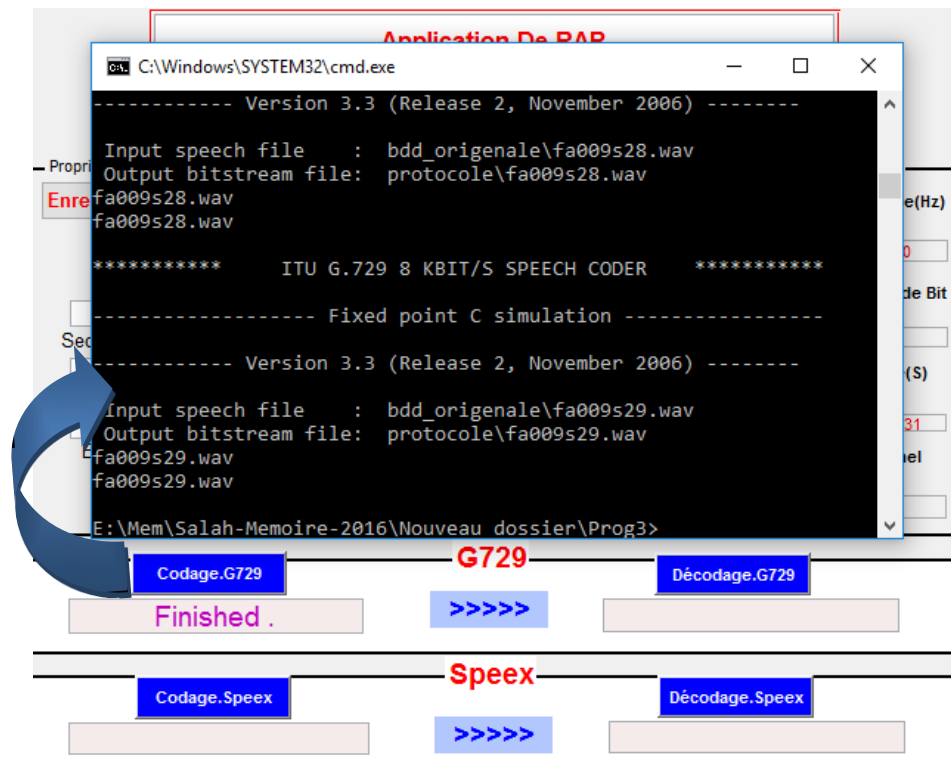 Application De RAP
C:\Windows\SYSTEM32\cmd.exe
------------ Version 3.3 (Release 2, November 2006) --------
Input speech file    :  bdd_origenale\fa009s28.wav
Output bitstream file:  protocole\fa009s28.wav
fa009s28.wav
fa009s28.wav
***********     ITU G.729 8 KBIT/S SPEECH CODER    ***********
------------------- Fixed point C simulation -----------------
------------ Version 3.3 (Release 2, November 2006) --------
Input speech file    :  bdd_origenale\fa009s29.wav
Output bitstream file:  protocole\fa009s29.wav
fa009s29.wav
fa009s29.wav
E:\Mem\Salah-Memoire-2016\Nouveau dossier\Prog3>
Propri
Enre
e(Hz)
0
de Bit
Sec
(S)
31
nel
G729
Codage.G729
Décodage.G729
Finished .
>>>>>
Speex
Codage.Speex
Décodage.Speex
>>>>>